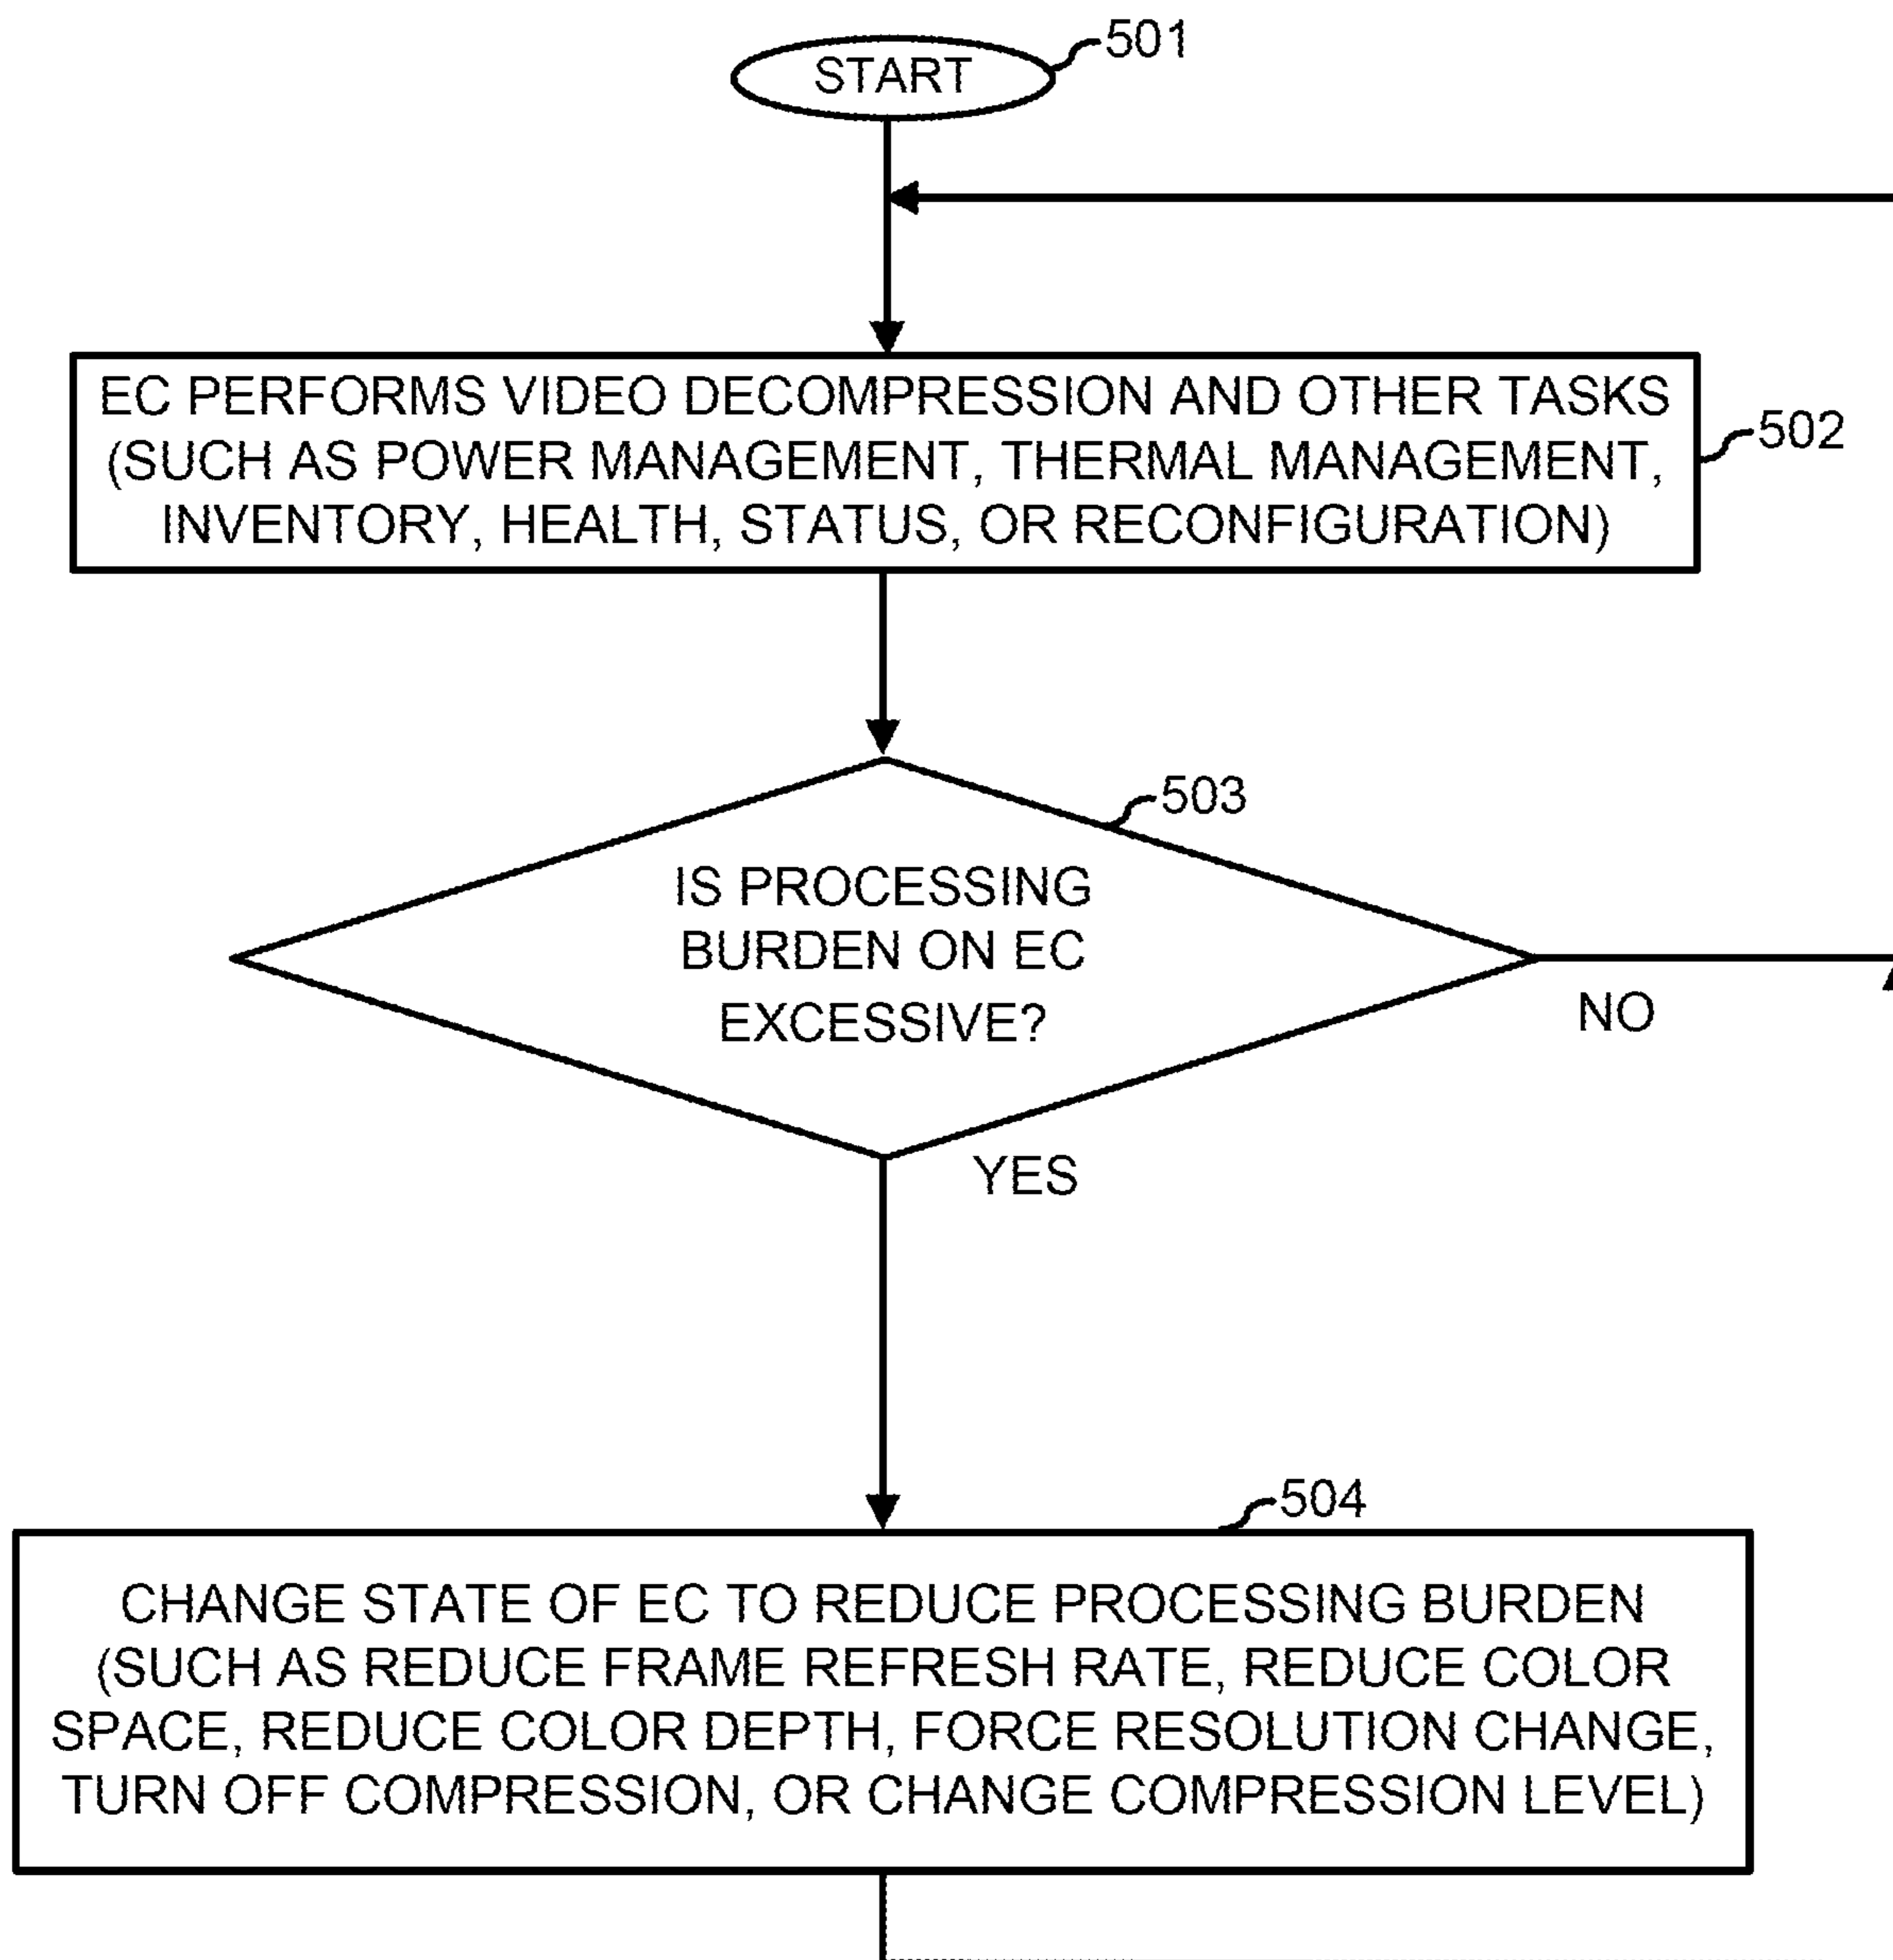 START
501
EC PERFORMS VIDEO DECOMPRESSION AND OTHER TASKS
(SUCH AS POWER MANAGEMENT, THERMAL MANAGEMENT,
INVENTORY, HEALTH, STATUS, OR RECONFIGURATION)
502
503
IS PROCESSING
BURDEN ON EC
EXCESSIVE?
NO
YES
504
CHANGE STATE OF EC TO REDUCE PROCESSING BURDEN
(SUCH AS REDUCE FRAME REFRESH RATE, REDUCE COLOR
SPACE, REDUCE COLOR DEPTH, FORCE RESOLUTION CHANGE,
TURN OFF COMPRESSION, OR CHANGE COMPRESSION LEVEL)